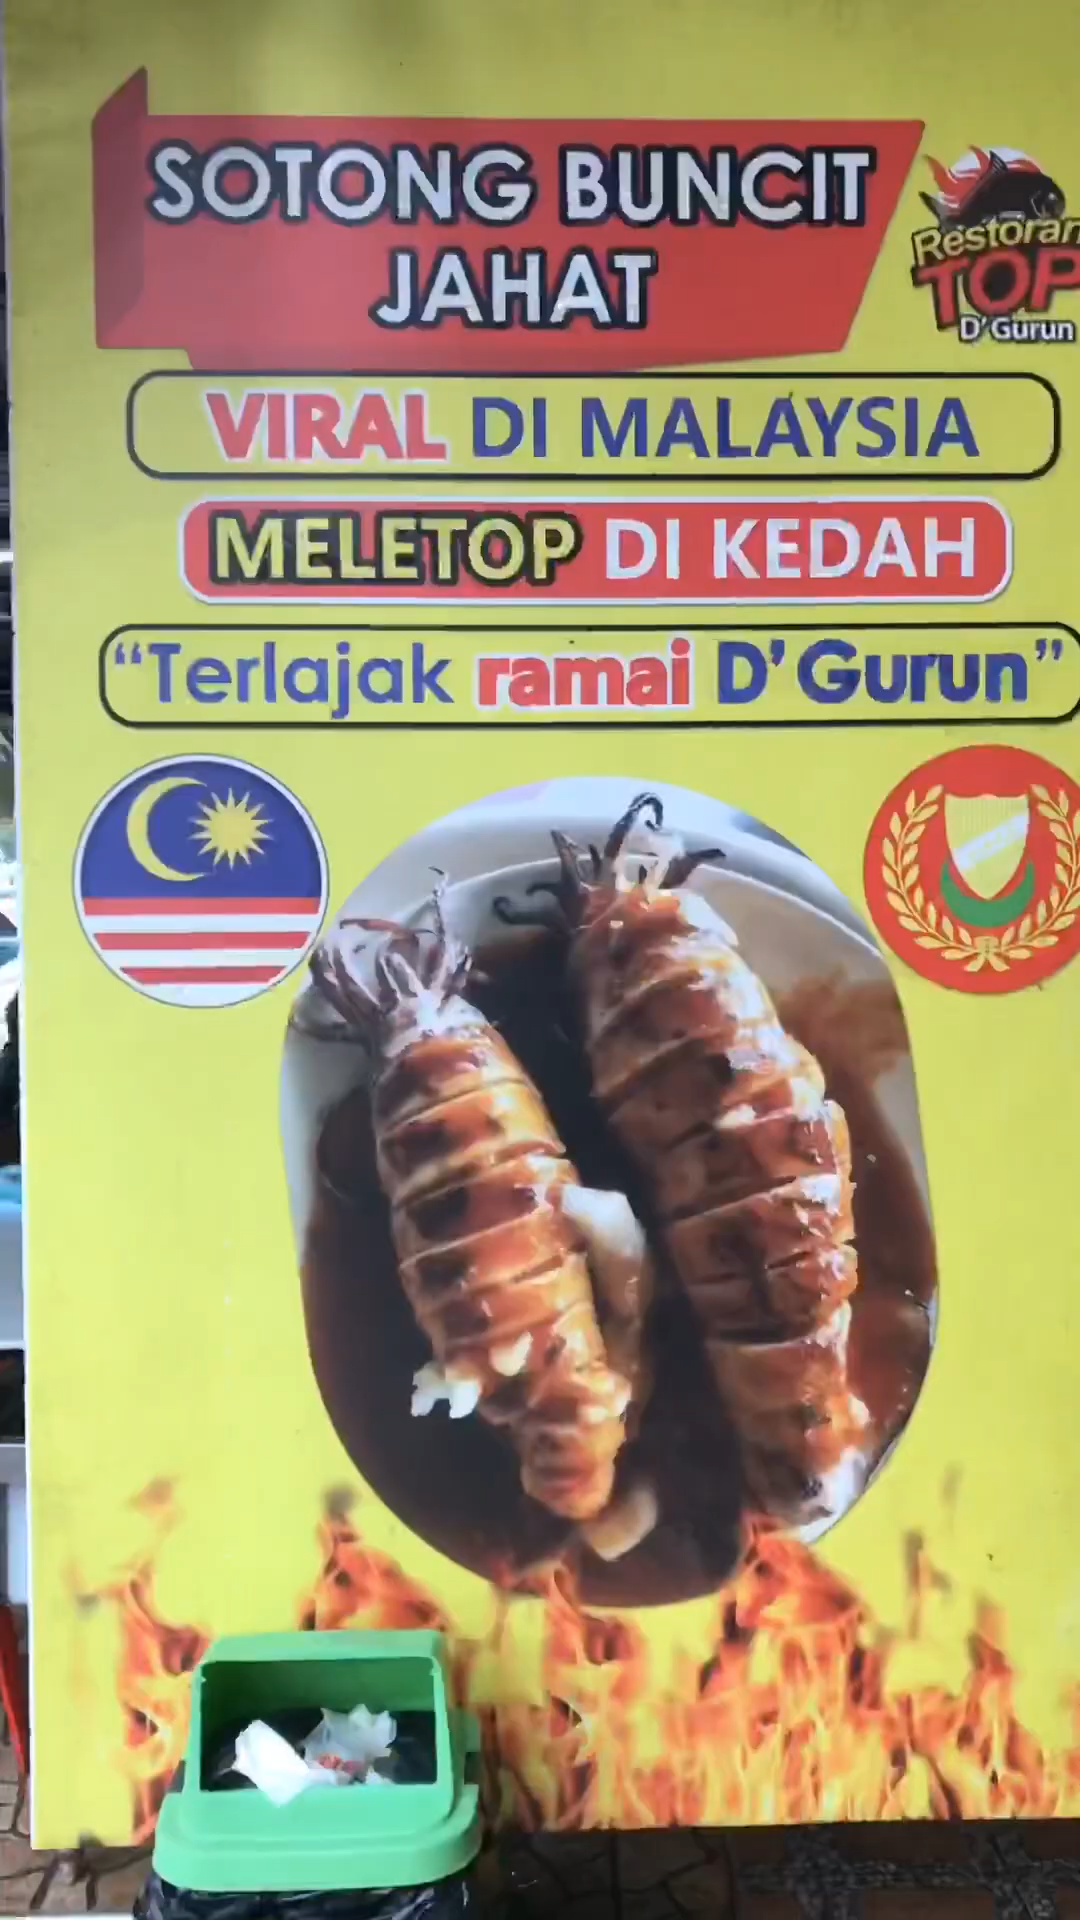 SOTONG BUNCIT
JAHAT
Restoran
TOP
D' Gurun
VIRAL DI MALAYSIA
MELETOP DI KEDAH
“Terlajak ramai D’Gurun”